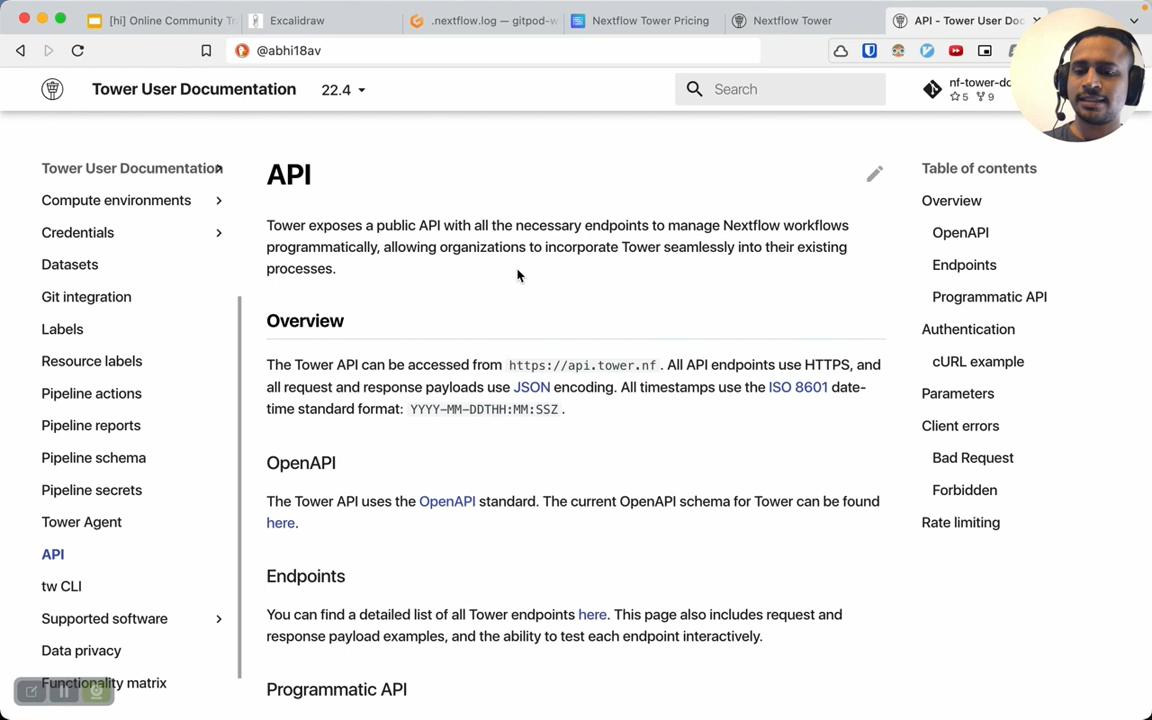 [hi] Online Community Tr
Excalidraw
.nextflow.log — gitpod-w
Nextflow Tower Pricing
Nextflow Tower
API - Tower User Doc
@abhi18av
Tower User Documentation
22.4
Search
nf-tower-do
5 9
Tower User Documentation
Compute environments
Credentials
Datasets
Git integration
Labels
Resource labels
Pipeline actions
Pipeline reports
Pipeline schema
Pipeline secrets
Tower Agent
API
tw CLI
Supported software
Data privacy
Functionality matrix
API
Tower exposes a public API with all the necessary endpoints to manage Nextflow workflows
programmatically, allowing organizations to incorporate Tower seamlessly into their existing
processes.
Overview
The Tower API can be accessed from https://api.tower.nf. All API endpoints use HTTPS, and
all request and response payloads use JSON encoding. All timestamps use the ISO 8601 date-
time standard format: YYYY-MM-DDTHH:MM:SSZ.
OpenAPI
The Tower API uses the OpenAPI standard. The current OpenAPI schema for Tower can be found
here.
Endpoints
You can find a detailed list of all Tower endpoints here. This page also includes request and
response payload examples, and the ability to test each endpoint interactively.
Programmatic API
Table of contents
Overview
OpenAPI
Endpoints
Programmatic API
Authentication
cURL example
Parameters
Client errors
Bad Request
Forbidden
Rate limiting